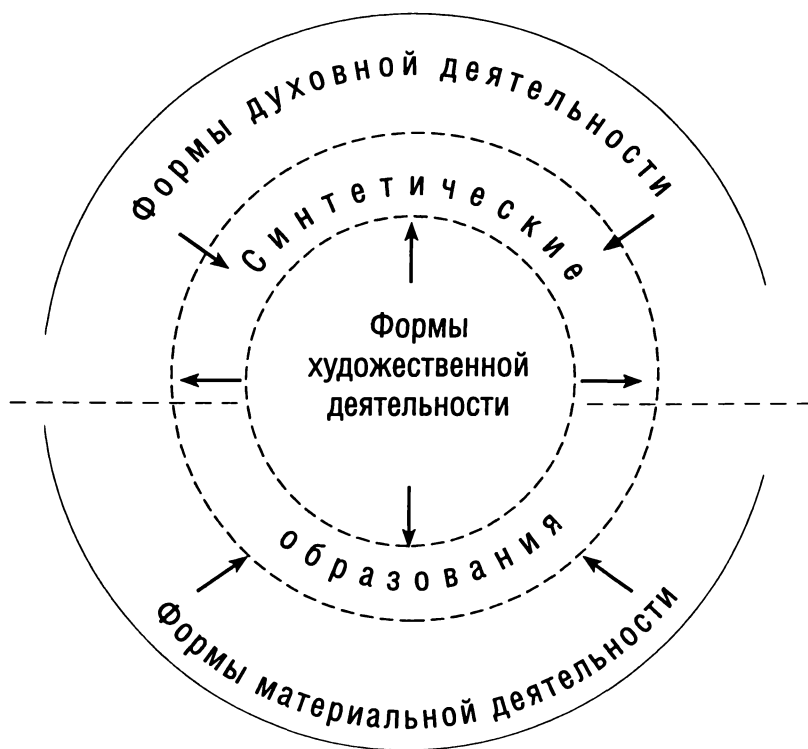 Формы духовной деятельности
Синтетические
Формы
художественной
деятельности
образования
Формы материальной деятельности